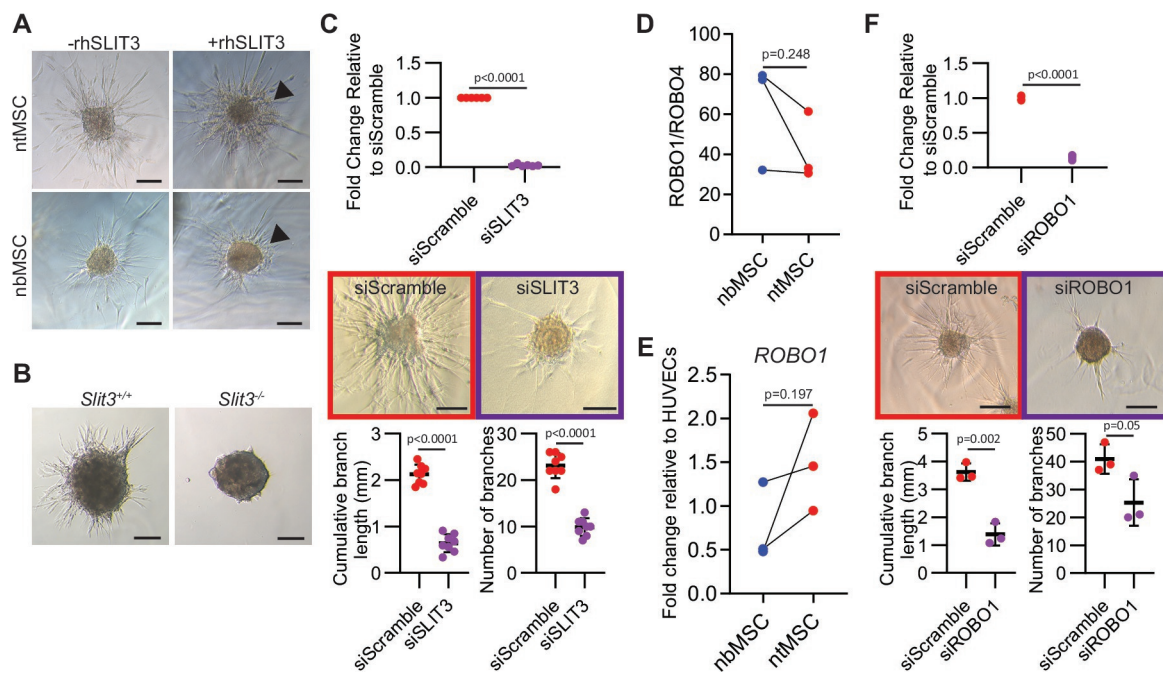 A
-rhSLIT3
+rhSLIT3
ntMSC
nbMSC
B
Slit3+/+
Slit3-/-
C
Fold Change Relative
to siScramble
1.5
1.0
0.5
0.0
p<0.0001
siScramble
siSLIT3
siScramble
siSLIT3
Cumulative branch
length (mm)
3
2
1
0
p<0.0001
siScramble
siSLIT3
Number of branches
30
20
10
0
p<0.0001
siScramble
siSLIT3
D
ROBO1/ROBO4
100
80
60
40
20
0
p=0.248
nbMSC
ntMSC
E
ROBO1
Fold change relative to HUVECs
2.5
2.0
1.5
1.0
0.5
0.0
p=0.197
nbMSC
ntMSC
F
Fold Change Relative
to siScramble
1.5
1.0
0.5
0.0
p<0.0001
siScramble
siROBO1
siScramble
siROBO1
Cumulative branch
length (mm)
5
4
3
2
1
0
p=0.002
siScramble
siROBO1
Number of branches
50
40
30
20
10
0
p=0.05
siScramble
siROBO1